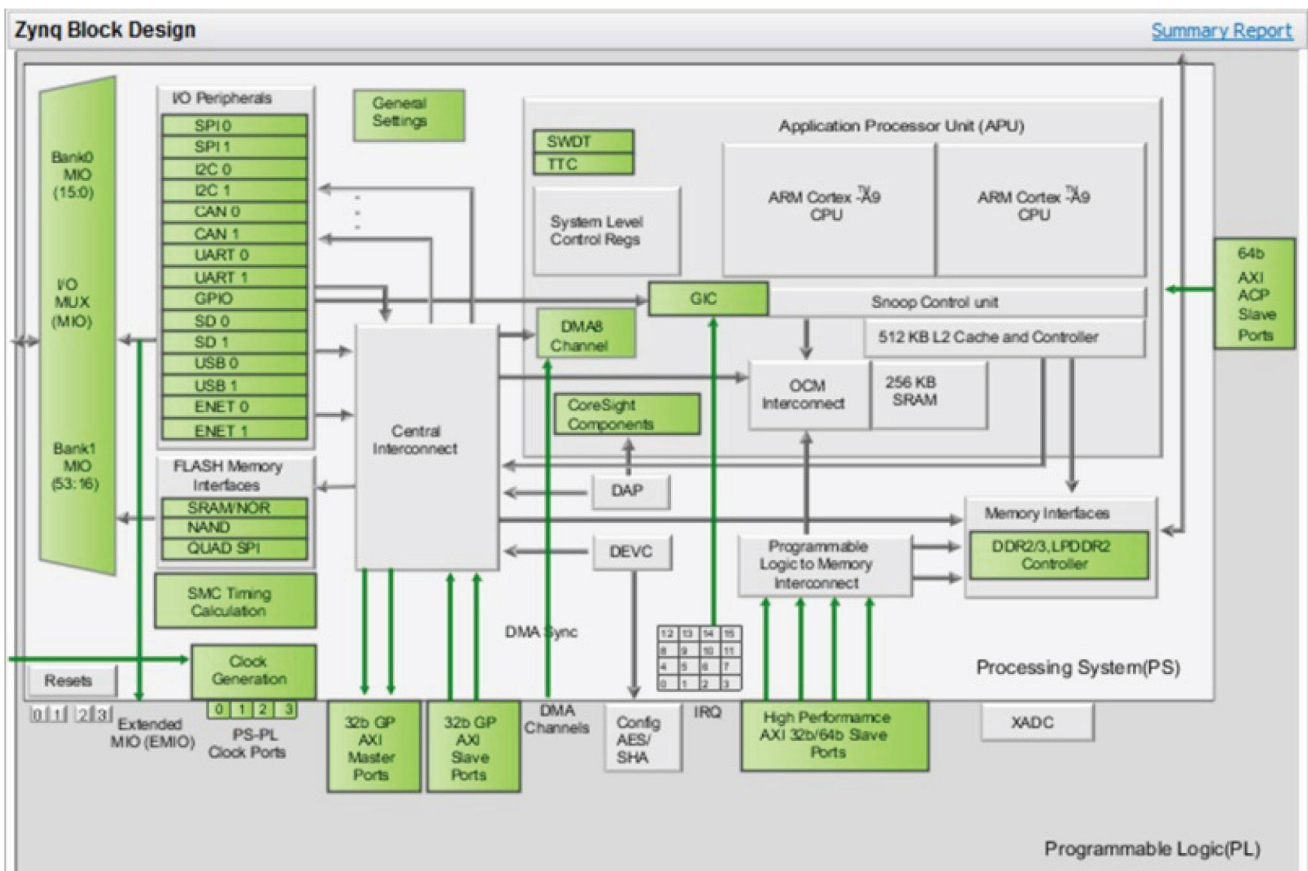 Zynq Block Design
Summary Report
I/O Peripherals
SPI 0
SPI 1
I2C 0
I2C 1
CAN 0
CAN 1
UART 0
UART 1
GPIO
SD 0
SD 1
USB 0
USB 1
ENET 0
ENET 1
Bank0
MIO
(15:0)
I/O
MUX
(MIO)
Bank1
MIO
(53:16)
FLASH Memory
Interfaces
SRAM/NOR
NAND
QUAD SPI
SMC Timing
Calculation
General
Settings
Application Processor Unit (APU)
SWDT
TTC
System Level
Control Regs
ARM Cortex™-A9
CPU
ARM Cortex™-A9
CPU
GIC
Snoop Control unit
DMA8
Channel
512 KB L2 Cache and Controller
OCM
Interconnect
256 KB
SRAM
CoreSight
Components
Central
Interconnect
DAP
DEVC
Programmable
Logic to Memory
Interconnect
Memory Interfaces
DDR2/3,LPDDR2
Controller
64b
AXI
ACP
Slave
Ports
DMA Sync
12 13 14 15
8 9 10 11
4 5 6 7
0 1 2 3
Processing System(PS)
Resets
0 1 2 3
Clock
Generation
0 1 2 3
Extended
MIO (EMIO)
PS-PL
Clock Ports
32b GP
AXI
Master
Ports
32b GP
AXI
Slave
Ports
DMA
Channels
Config
AES/
SHA
IRQ
High Performamce
AXI 32b/64b Slave
Ports
XADC
Programmable Logic(PL)